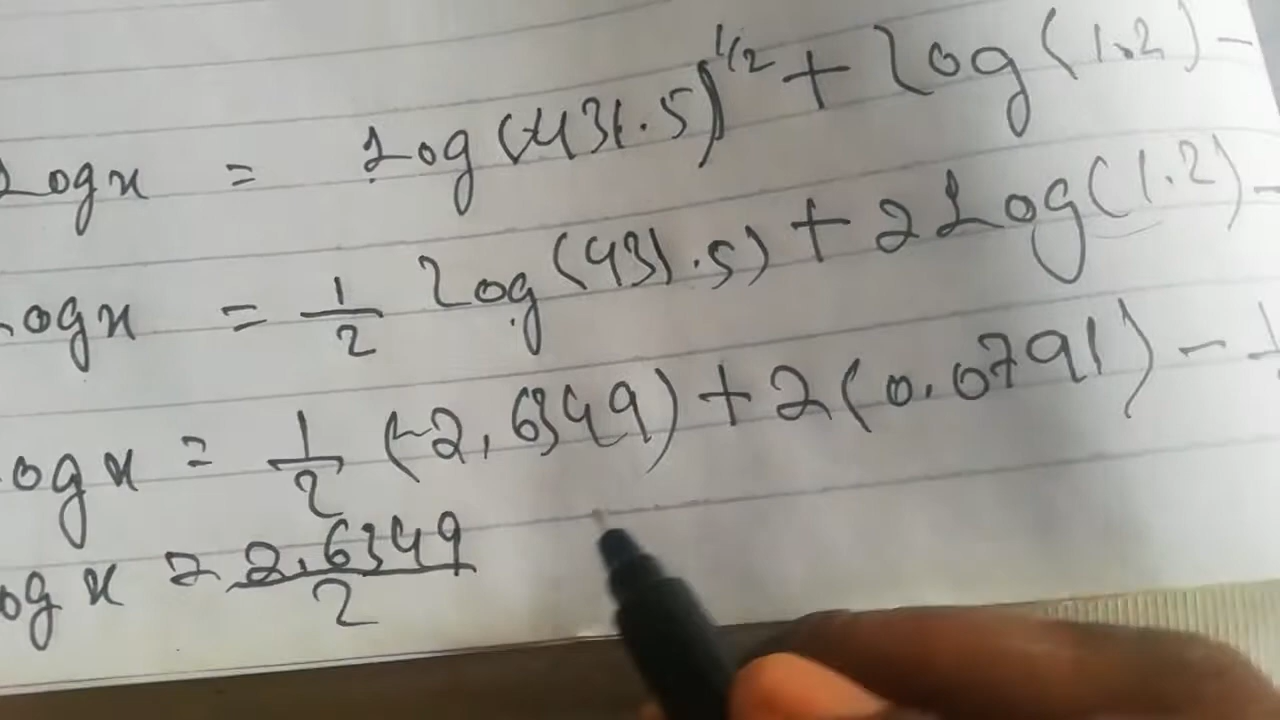 Log x = Log(431.5)^1/2 + Log(1.2) -
Log x = 1/2 Log(431.5) + 2 Log(1.2) -
Log x = 1/2 (2.6349) + 2(0.0791) - 1
Log x = 2.6349/2